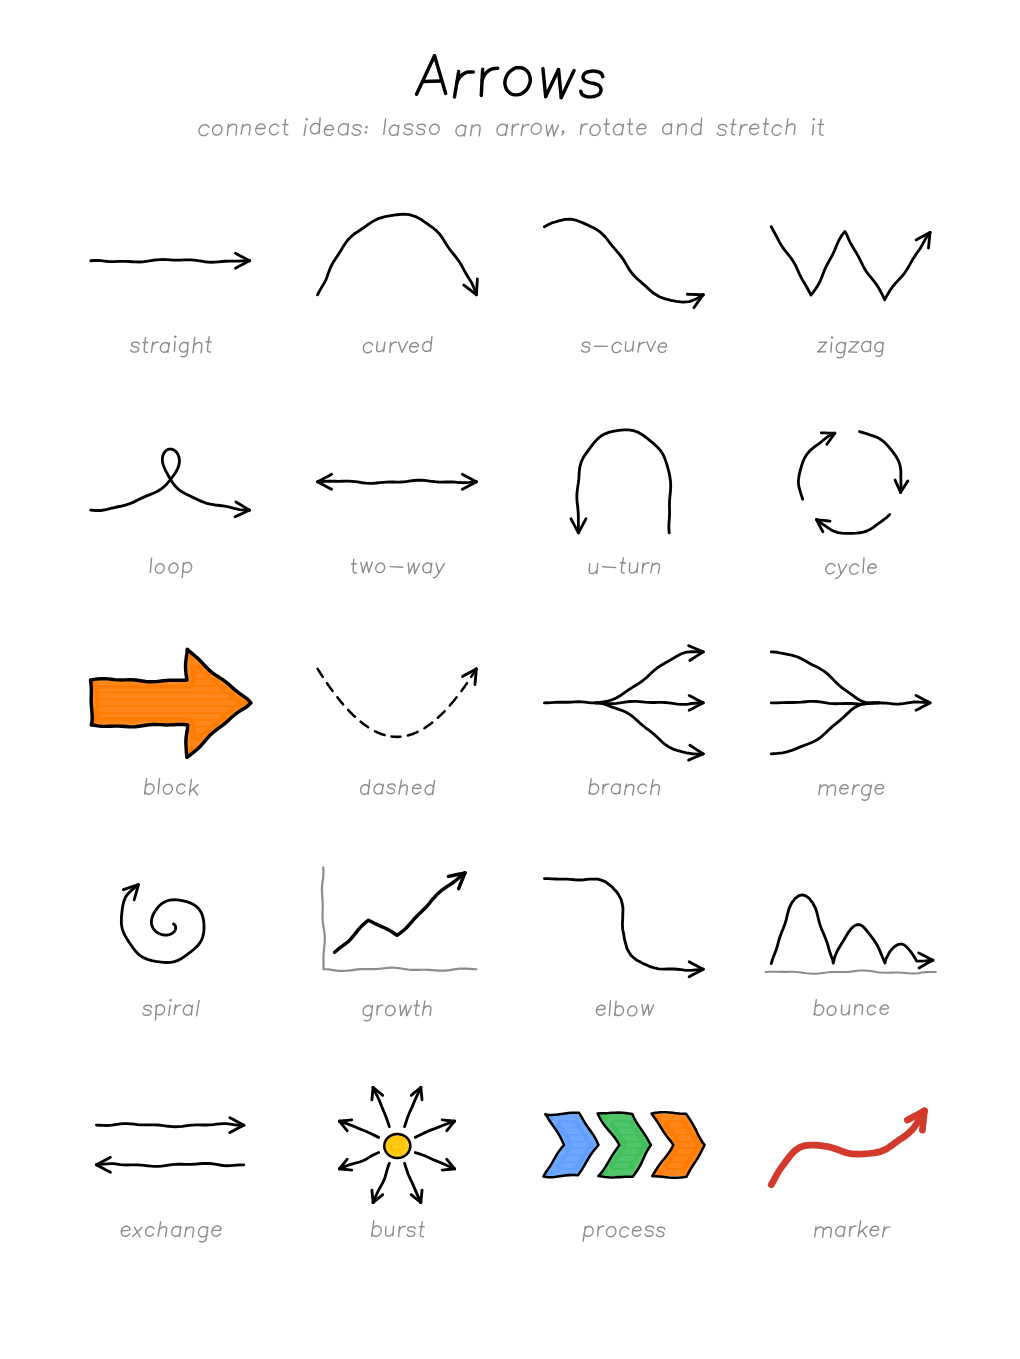 Arrows
connect ideas: lasso an arrow, rotate and stretch it
straight
curved
s-curve
zigzag
loop
two-way
u-turn
cycle
block
dashed
branch
merge
spiral
growth
elbow
bounce
exchange
burst
process
marker